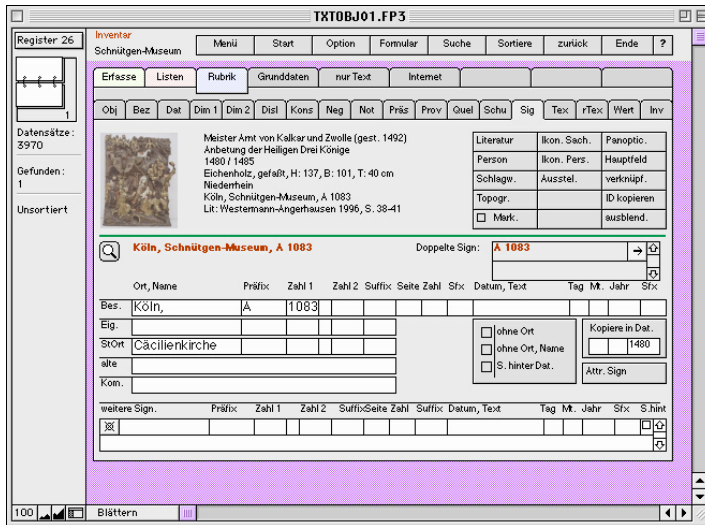 TXTOBJ01.FP3
Register 26
Inventar
Schnütgen-Museum
Menü Start Option Formular Suche Sortiere zurück Ende ?
Erfasse Listen Rubrik Grunddaten nur Text Internet
Obj Bez Dat Dim 1 Dim 2 Disl Kons Neg Not Präs Prov Quel Schu Sig Tex rTex Wert Inv
1
Datensätze:
3970
Gefunden:
1
Unsortiert
Meister Arnt von Kalkar und Zwolle (gest. 1492)
Anbetung der Heiligen Drei Könige
1480 / 1485
Eichenholz, gefaßt, H: 137, B: 101, T: 40 cm
Niederrhein
Köln, Schnütgen-Museum, A 1083
Lit: Westermann-Angerhausen 1996, S. 38-41
Literatur Ikon. Sach. Panoptic.
Person Ikon. Pers. Hauptfeld
Schlagw. Ausstel. verknüpf.
Topogr. ID kopieren
Mark. ausblend.
Köln, Schnütgen-Museum, A 1083
Doppelte Sign: A 1083
Ort, Name Präfix Zahl 1 Zahl 2 Suffix Seite Zahl Sfx Datum, Text Tag Mt. Jahr Sfx
Bes. Köln, A 1083
Eig.
StOrt Cäcilienkirche
alte
Kom.
ohne Ort
ohne Ort, Name
S. hinter Dat.
Kopiere in Dat.
1480
Attr. Sign
weitere Sign. Präfix Zahl 1 Zahl 2 Suffix Seite Zahl Suffix Datum, Text Tag Mt. Jahr Sfx S.hint
100 Blättern